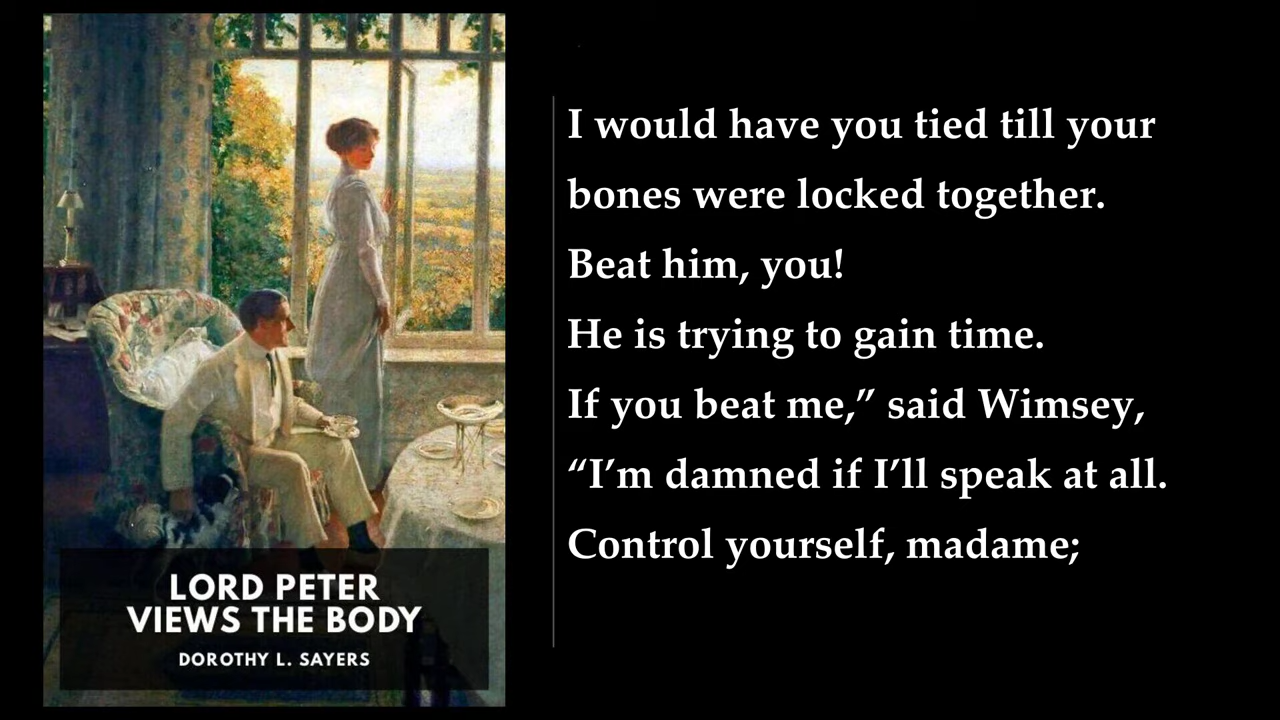 I would have you tied till your
bones were locked together.
Beat him, you!
He is trying to gain time.
If you beat me,” said Wimsey,
“I’m damned if I’ll speak at all.
Control yourself, madame;
LORD PETER
VIEWS THE BODY
DOROTHY L. SAYERS